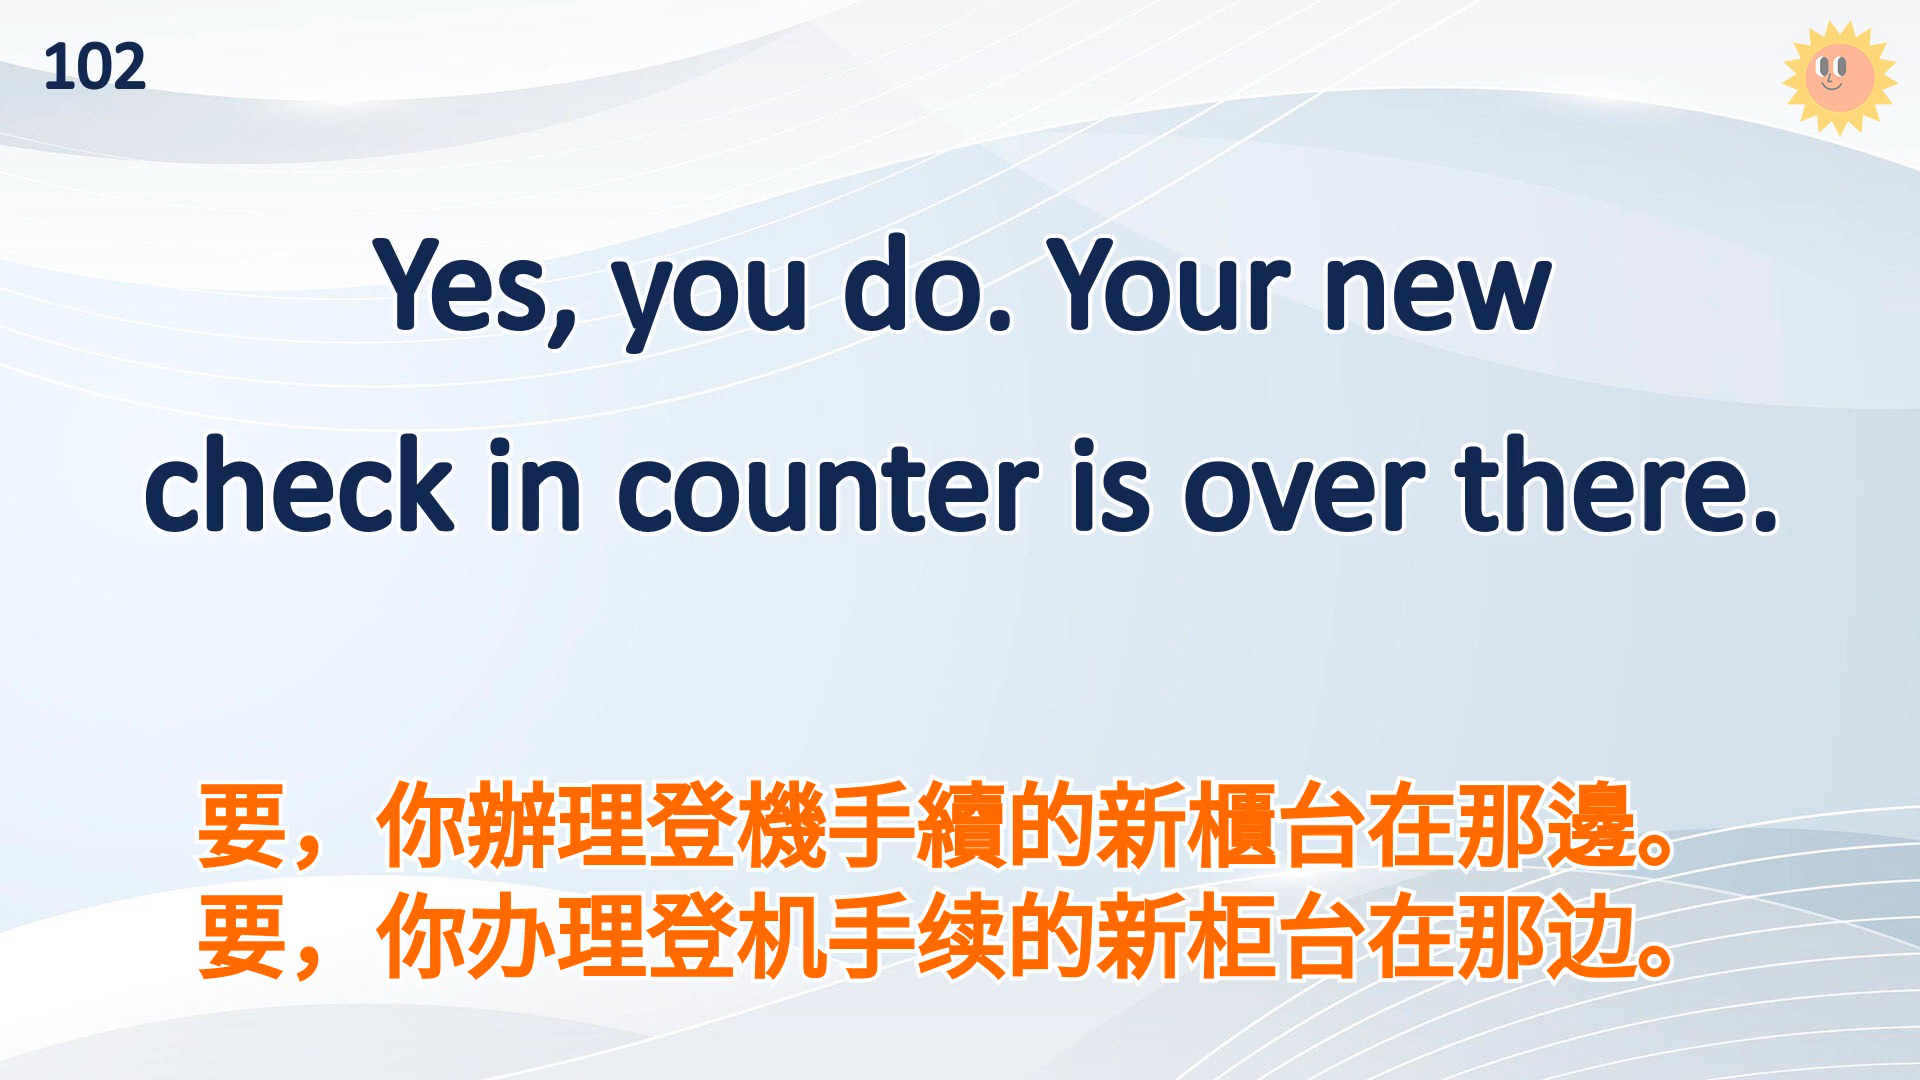 102
Yes, you do. Your new
check in counter is over there.
要，你辦理登機手續的新櫃台在那邊。
要，你办理登机手续的新柜台在那边。